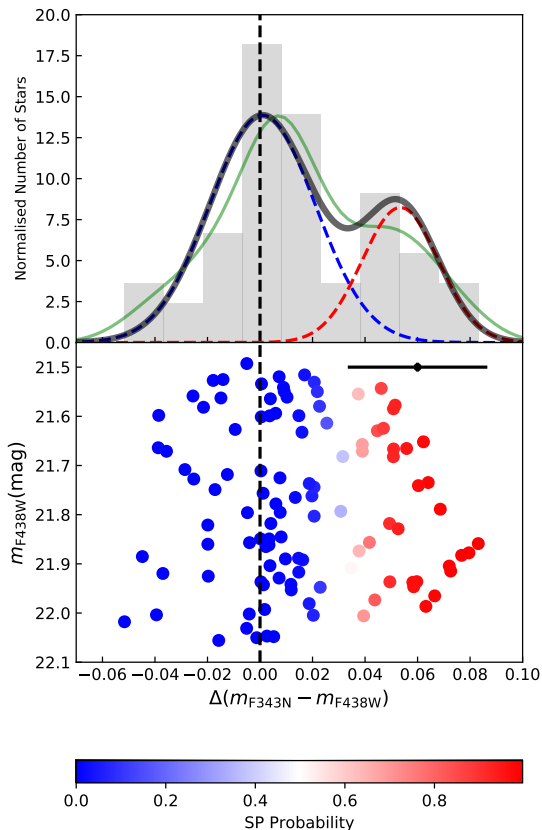 Normalised Number of Stars
20.0
17.5
15.0
12.5
10.0
7.5
5.0
2.5
0.0
m_F438W(mag)
21.5
21.6
21.7
21.8
21.9
22.0
22.1
−0.06 −0.04 −0.02 0.00 0.02 0.04 0.06 0.08 0.10
Δ(m_F343N − m_F438W)
0.0 0.2 0.4 0.6 0.8
SP Probability